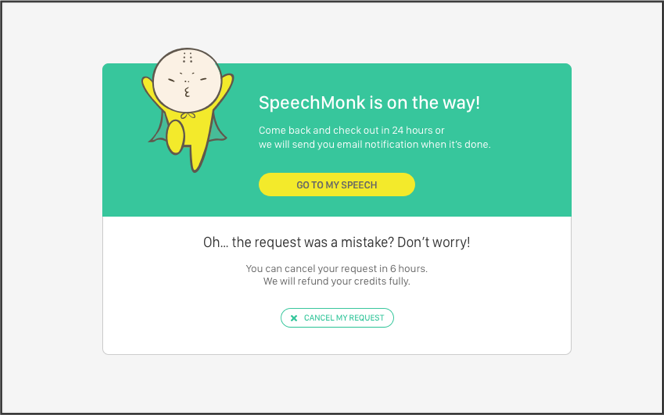 SpeechMonk is on the way!
Come back and check out in 24 hours or
we will send you email notification when it's done.
GO TO MY SPEECH
Oh... the request was a mistake? Don't worry!
You can cancel your request in 6 hours.
We will refund your credits fully.
CANCEL MY REQUEST